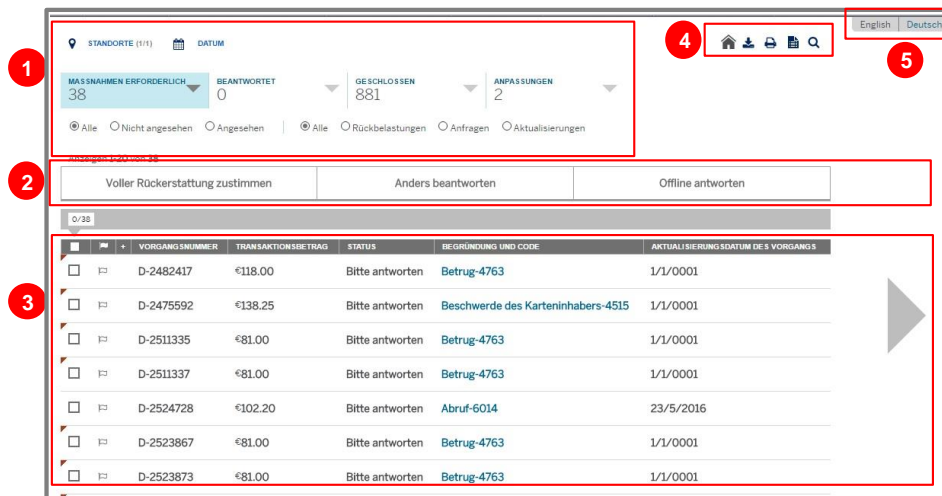 English | Deutsch
STANDORTE (1/1) DATUM
4
5
1
MASSNAHMEN ERFORDERLICH BEANTWORTET GESCHLOSSEN ANPASSUNGEN
38 0 881 2
Alle Nicht angesehen Angesehen | Alle Rückbelastungen Anfragen Aktualisierungen
Anzeigen 1-20 von 38
2
Voller Rückerstattung zustimmen Anders beantworten Offline antworten
0/38
+ VORGANGSNUMMER TRANSAKTIONSBETRAG STATUS BEGRÜNDUNG UND CODE AKTUALISIERUNGSDATUM DES VORGANGS
D-2482417 €118.00 Bitte antworten Betrug-4763 1/1/0001
3
D-2475592 €138.25 Bitte antworten Beschwerde des Karteninhabers-4515 1/1/0001
D-2511335 €81.00 Bitte antworten Betrug-4763 1/1/0001
D-2511337 €81.00 Bitte antworten Betrug-4763 1/1/0001
D-2524728 €102.20 Bitte antworten Abruf-6014 23/5/2016
D-2523867 €81.00 Bitte antworten Betrug-4763 1/1/0001
D-2523873 €81.00 Bitte antworten Betrug-4763 1/1/0001